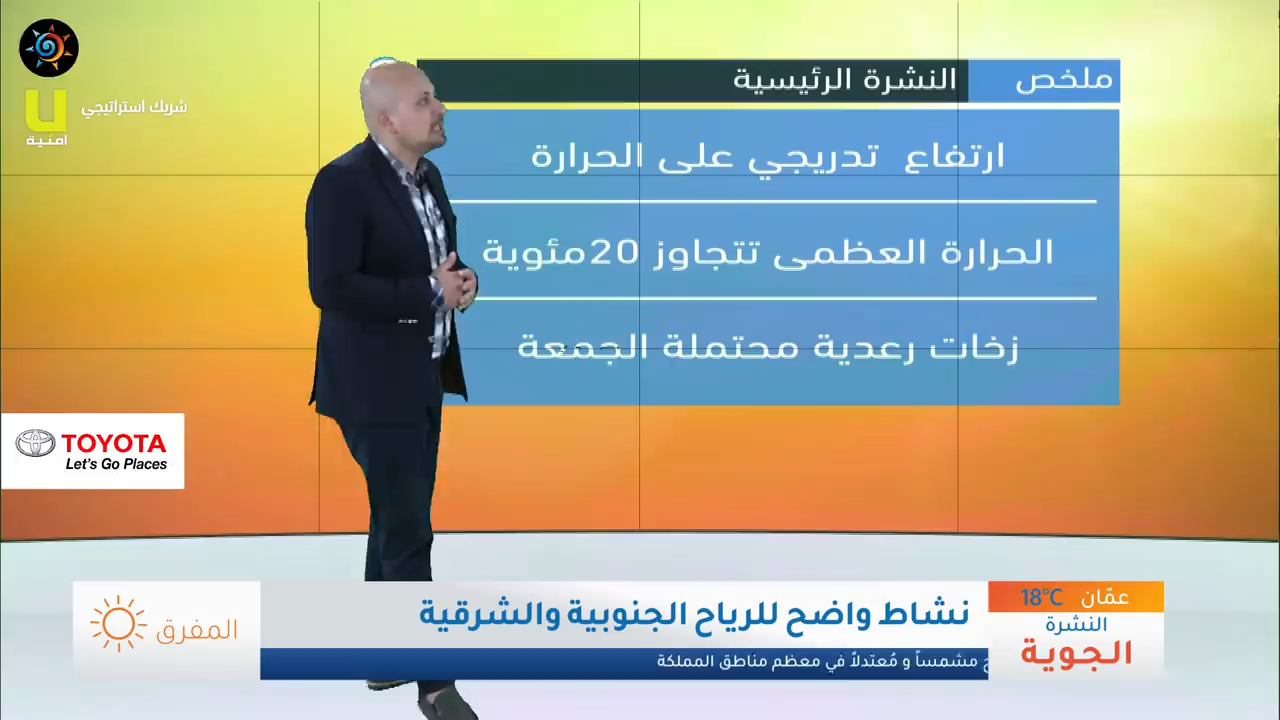 شريك استراتيجي
امنية
ملخص النشرة الرئيسية
ارتفاع تدريجي على الحرارة
الحرارة العظمى تتجاوز 20مئوية
زخات رعدية محتملة الجمعة
TOYOTA
Let's Go Places
عمّان 18°C
النشرة
الجوية
نشاط واضح للرياح الجنوبية والشرقية
مشمساً و مُعتدلاً في معظم مناطق المملكة
المفرق